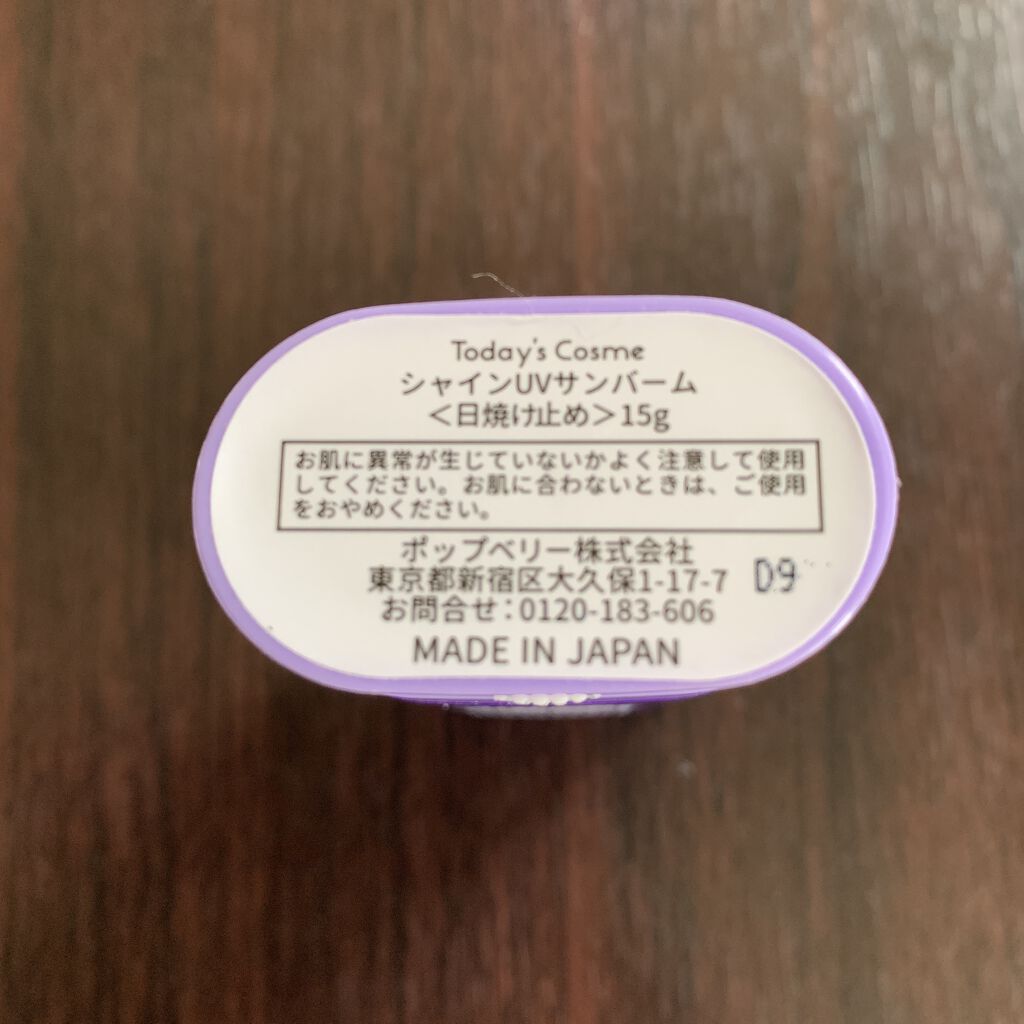 Today's Cosme
シャインUVサンバーム
＜日焼け止め＞15g
お肌に異常が生じていないかよく注意して使用
してください。お肌に合わないときは、ご使用
をおやめください。
ポップベリー株式会社
東京都新宿区大久保1-17-7
D9
お問合せ：0120-183-606
MADE IN JAPAN